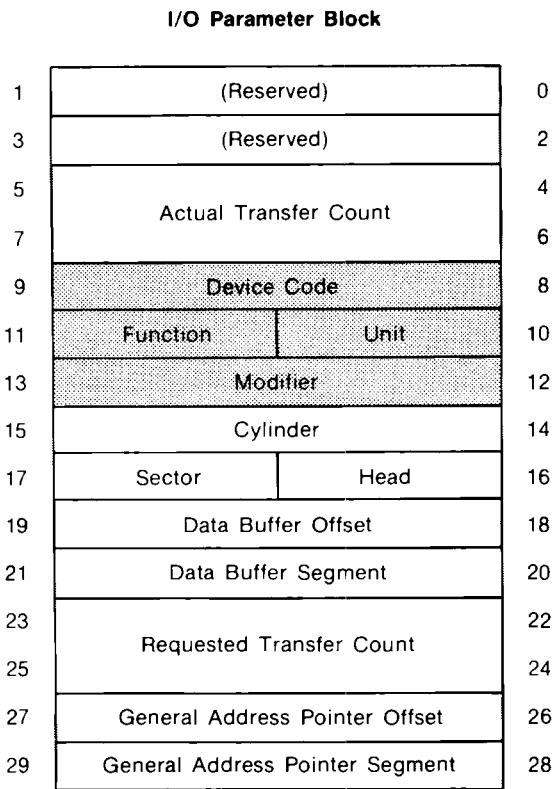 I/O Parameter Block
1 (Reserved) 0
3 (Reserved) 2
5 4
Actual Transfer Count
7 6
9 Device Code 8
11 Function Unit 10
13 Modifier 12
15 Cylinder 14
17 Sector Head 16
19 Data Buffer Offset 18
21 Data Buffer Segment 20
23 22
Requested Transfer Count
25 24
27 General Address Pointer Offset 26
29 General Address Pointer Segment 28